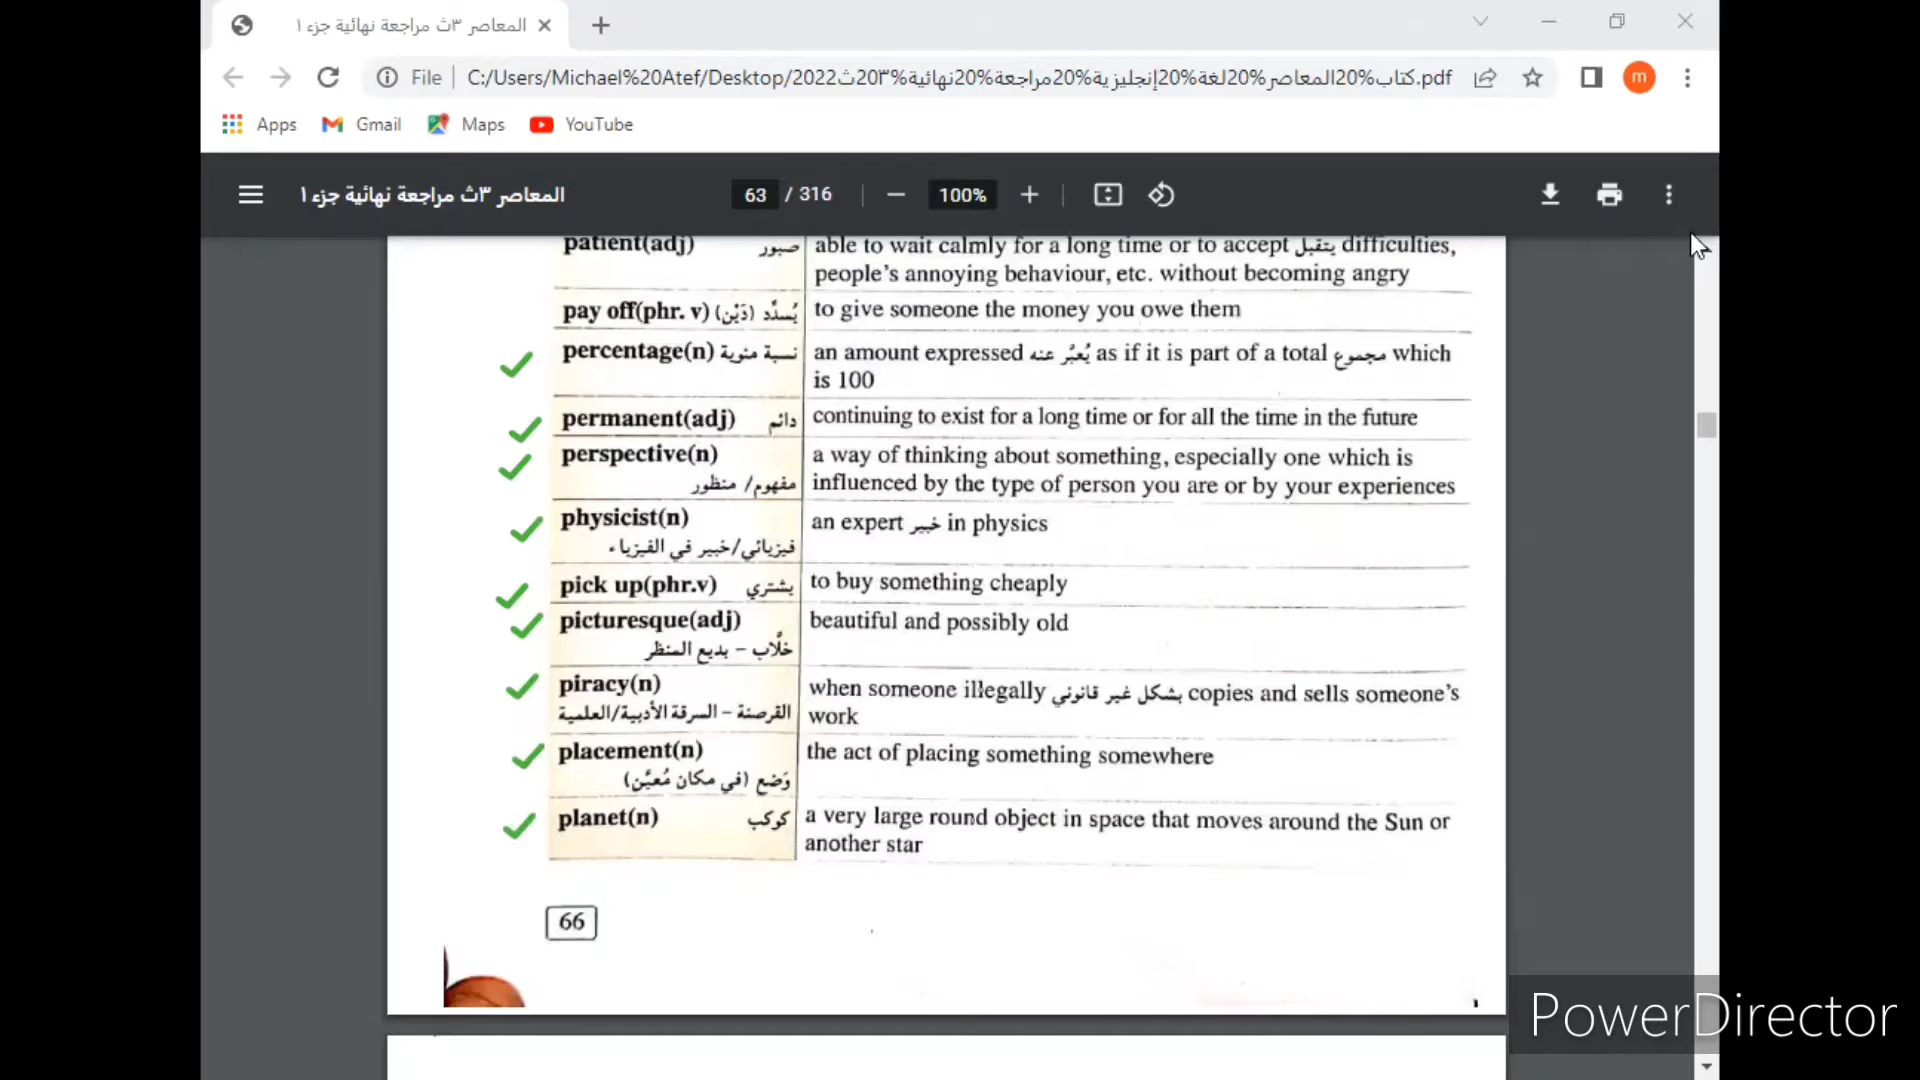 المعاصر ٣ث مراجعة نهائية جزء ١
File
C:/Users/Michael%20Atef/Desktop/2022كتاب%20المعاصر%20لغة%20إنجليزية%20مراجعة%20نهائية%20٣ث.pdf
m
Apps Gmail Maps YouTube
المعاصر ٣ث مراجعة نهائية جزء ١ 63 / 316 100%
patient(adj) صبور able to wait calmly for a long time or to accept يتقبل difficulties,
people's annoying behaviour, etc. without becoming angry
pay off(phr. v) يُسدِّد (دَيْن) to give someone the money you owe them
percentage(n) نسبة مئوية an amount expressed يُعبَّر عنه as if it is part of a total مجموع which
is 100
permanent(adj) دائم continuing to exist for a long time or for all the time in the future
perspective(n) a way of thinking about something, especially one which is
مفهوم/ منظور influenced by the type of person you are or by your experiences
physicist(n) an expert خبير in physics
فيزيائي/خبير في الفيزياء
pick up(phr.v) يشتري to buy something cheaply
picturesque(adj) beautiful and possibly old
خلَّاب - بديع المنظر
piracy(n) when someone illegally بشكل غير قانوني copies and sells someone's
القرصنة - السرقة الأدبية/العلمية work
placement(n) the act of placing something somewhere
وَضع (في مكان مُعيَّن)
planet(n) كوكب a very large round object in space that moves around the Sun or
another star
66
PowerDirector